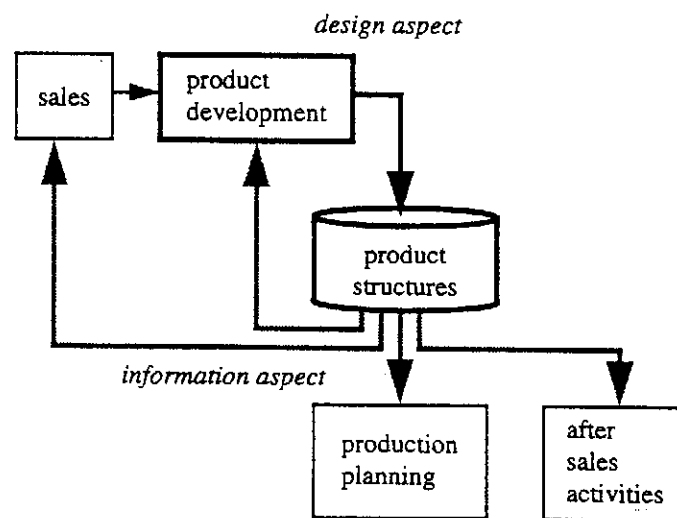 design aspect
sales
product
development
product
structures
information aspect
production
planning
after
sales
activities